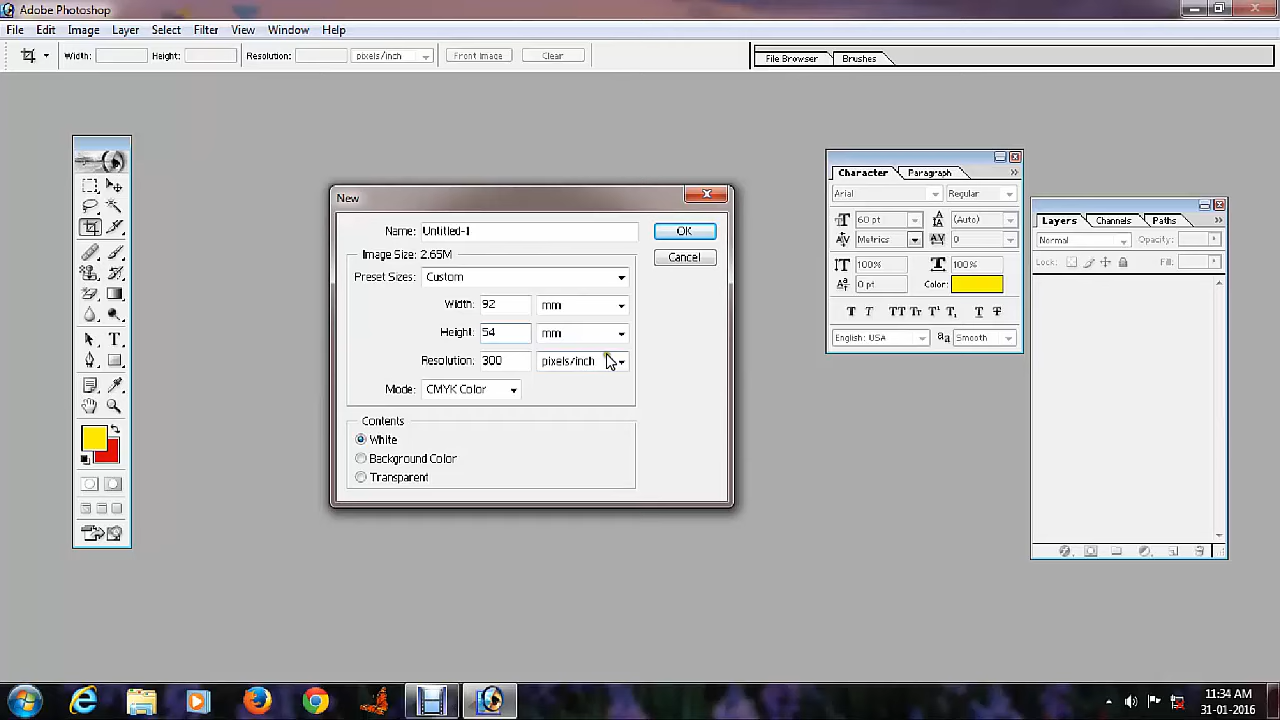 Adobe Photoshop
File Edit Image Layer Select Filter View Window Help
Width: Height: Resolution: pixels/inch Front Image Clear File Browser Brushes
New
Name: Untitled-1 OK
Image Size: 2.65M Cancel
Preset Sizes: Custom
Width: 92 mm
Height: 54 mm
Resolution: 300 pixels/inch
Mode: CMYK Color
Contents
White
Background Color
Transparent
Character Paragraph
Arial Regular
60 pt (Auto)
Metrics 0
100% 100%
0 pt Color:
T T TT Tr T¹ T, T T
English: USA aa Smooth
Layers Channels Paths
Normal Opacity:
Lock: Fill:
11:34 AM
31-01-2016